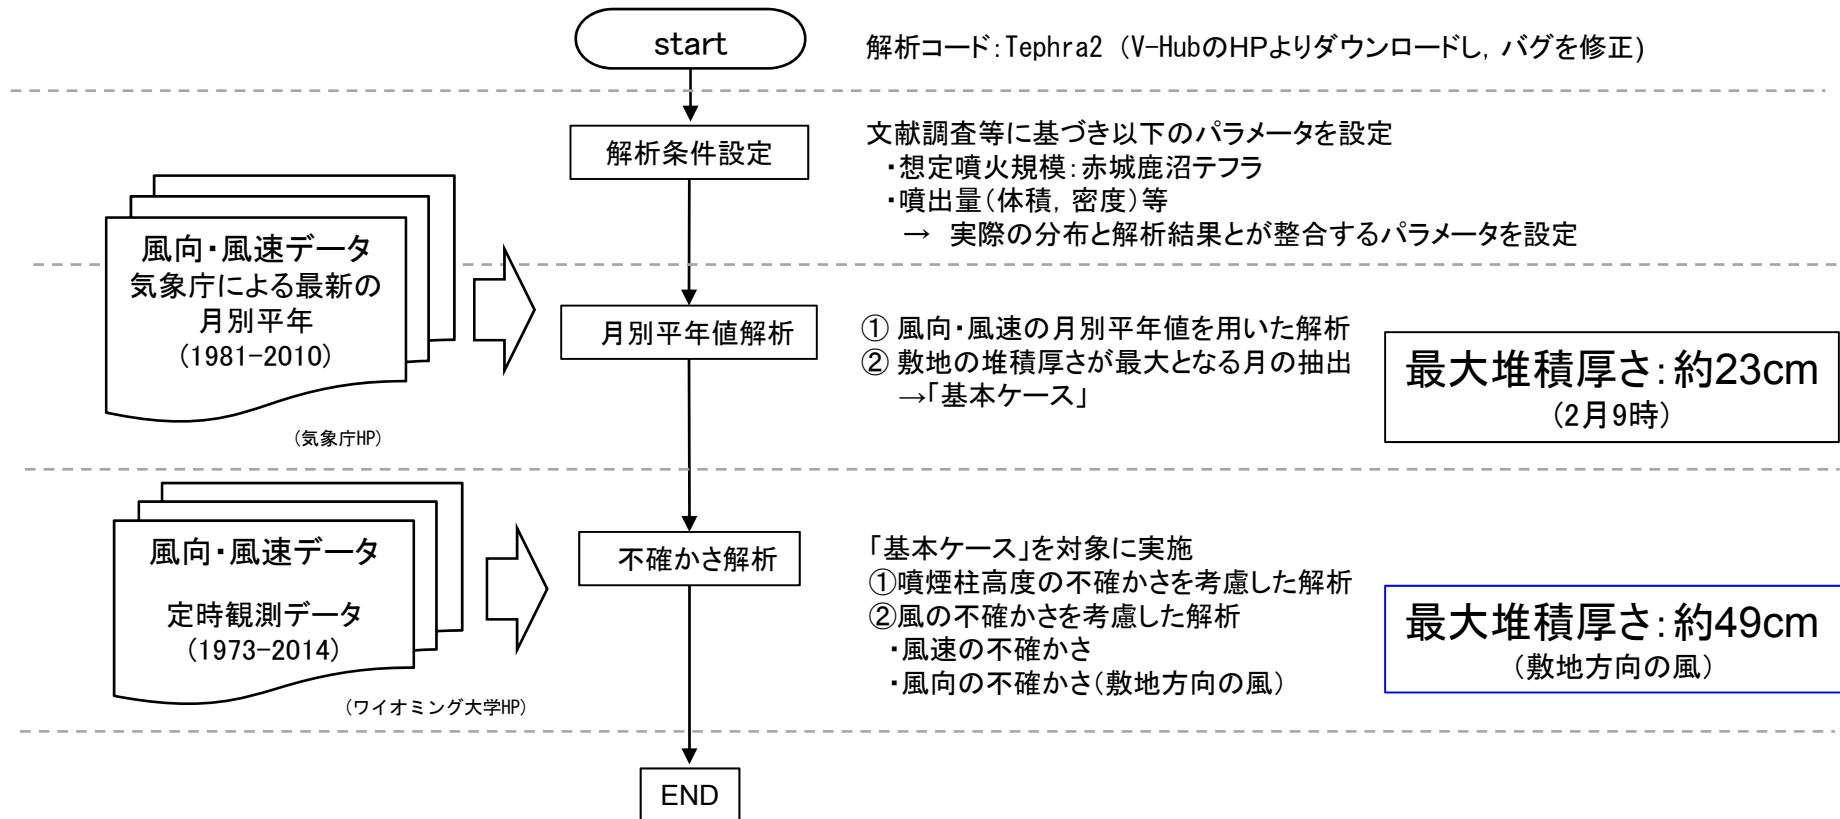 start
解析コード：Tephra2 （V-HubのHPよりダウンロードし，バグを修正）
解析条件設定
文献調査等に基づき以下のパラメータを設定
・想定噴火規模：赤城鹿沼テフラ
・噴出量（体積，密度）等
→ 実際の分布と解析結果とが整合するパラメータを設定
風向・風速データ
気象庁による最新の
月別平年
（1981-2010）
（気象庁HP）
月別平年値解析
① 風向・風速の月別平年値を用いた解析
② 敷地の堆積厚さが最大となる月の抽出
→「基本ケース」
最大堆積厚さ：約23cm
（2月9時）
風向・風速データ
定時観測データ
（1973-2014）
（ワイオミング大学HP）
不確かさ解析
「基本ケース」を対象に実施
①噴煙柱高度の不確かさを考慮した解析
②風の不確かさを考慮した解析
・風速の不確かさ
・風向の不確かさ（敷地方向の風）
最大堆積厚さ：約49cm
（敷地方向の風）
END